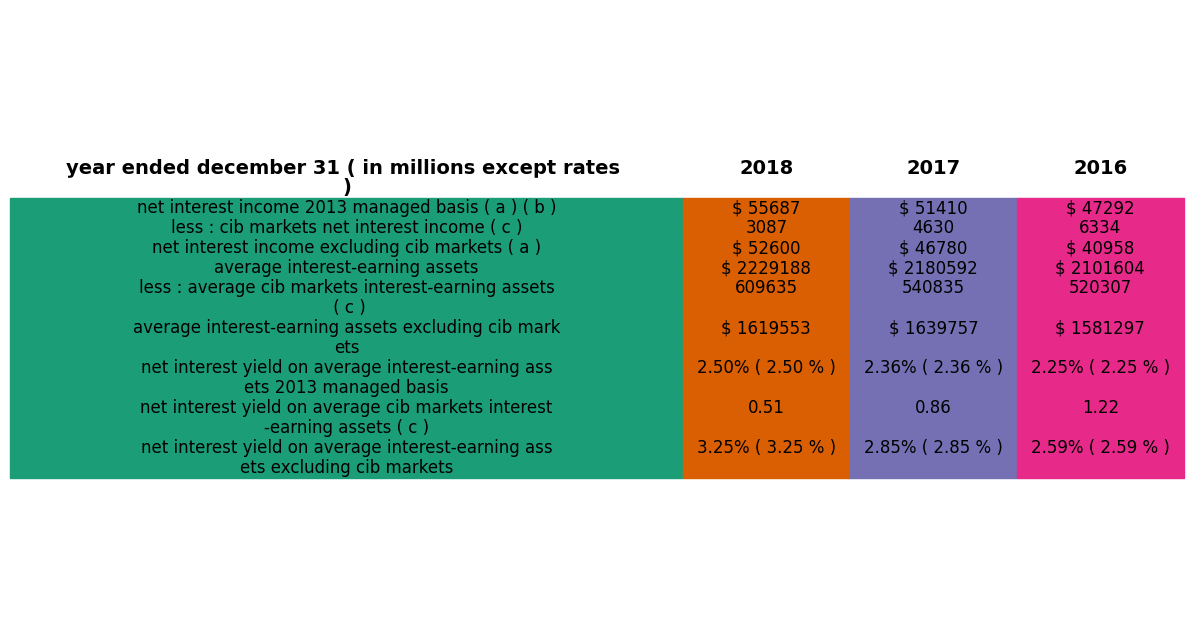 year ended december 31 ( in millions except rates ) 2018 2017 2016
net interest income 2013 managed basis ( a ) ( b ) $ 55687 $ 51410 $ 47292
less : cib markets net interest income ( c ) 3087 4630 6334
net interest income excluding cib markets ( a ) $ 52600 $ 46780 $ 40958
average interest-earning assets $ 2229188 $ 2180592 $ 2101604
less : average cib markets interest-earning assets 609635 540835 520307
( c )
average interest-earning assets excluding cib mark $ 1619553 $ 1639757 $ 1581297
ets
net interest yield on average interest-earning ass 2.50% ( 2.50 % ) 2.36% ( 2.36 % ) 2.25% ( 2.25 % )
ets 2013 managed basis
net interest yield on average cib markets interest 0.51 0.86 1.22
-earning assets ( c )
net interest yield on average interest-earning ass 3.25% ( 3.25 % ) 2.85% ( 2.85 % ) 2.59% ( 2.59 % )
ets excluding cib markets